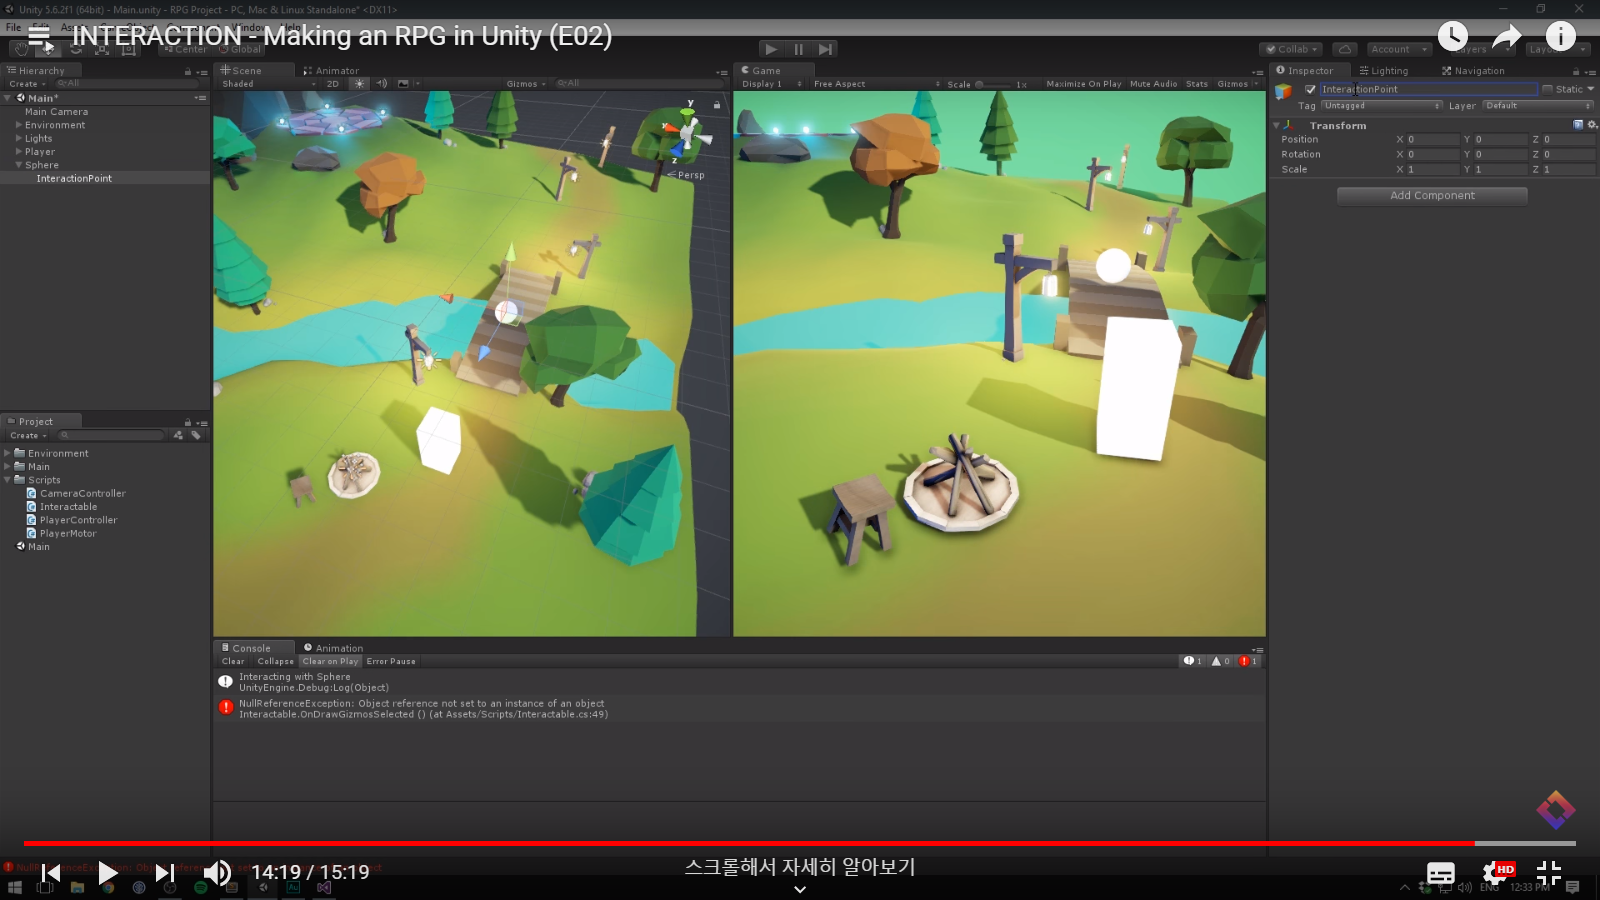 Unity 5.6.2f1 (64bit) - Main.unity - RPG Project - PC, Mac & Linux Standalone* <DX11>
File Edit Window
INTERACTION - Making an RPG in Unity (E02)
Center Global
Collab Account Layers
Hierarchy
Create All
Main*
Main Camera
Environment
Lights
Player
Sphere
InteractionPoint
Scene Animator
Shaded 2D Gizmos All
y
x
z
Persp
Game
Display 1 Free Aspect Scale 1x Maximize On Play Mute Audio Stats Gizmos
Inspector Lighting Navigation
InteractionPoint Static
Tag Untagged Layer Default
Transform
Position X 0 Y 0 Z 0
Rotation X 0 Y 0 Z 0
Scale X 1 Y 1 Z 1
Add Component
Project
Create
Environment
Main
Scripts
CameraController
Interactable
PlayerController
PlayerMotor
Main
Console Animation
Clear Collapse Clear on Play Error Pause 1 0 1
Interacting with Sphere
UnityEngine.Debug:Log(Object)
NullReferenceException: Object reference not set to an instance of an object
Interactable.OnDrawGizmosSelected () (at Assets/Scripts/Interactable.cs:49)
14:19 / 15:19
스크롤해서 자세히 알아보기
HD
ENG 12:33 PM